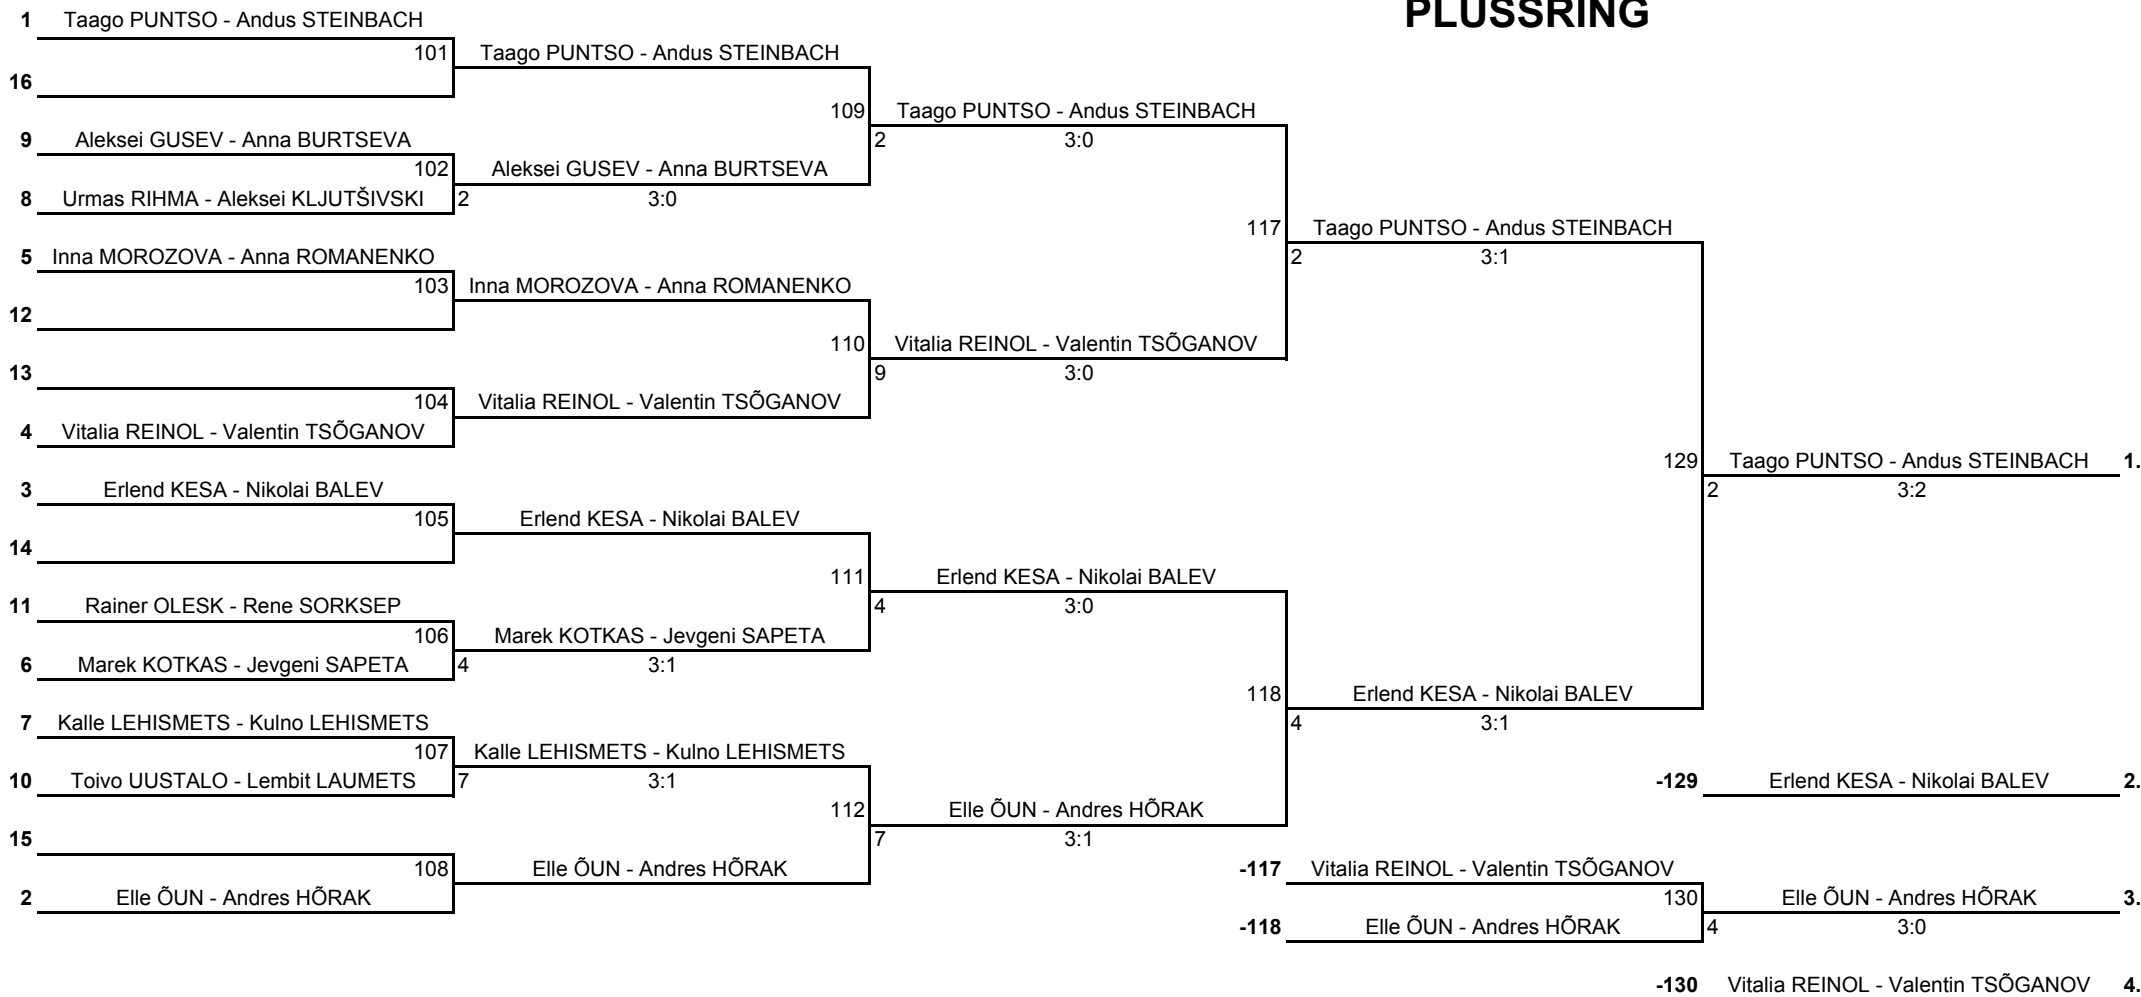 PLUSSRING
1 Taago PUNTSO - Andus STEINBACH
101 Taago PUNTSO - Andus STEINBACH
16
109 Taago PUNTSO - Andus STEINBACH
9 Aleksei GUSEV - Anna BURTSEVA
2 3:0
102 Aleksei GUSEV - Anna BURTSEVA
8 Urmas RIHMA - Aleksei KLJUTŠIVSKI 2 3:0
117 Taago PUNTSO - Andus STEINBACH
5 Inna MOROZOVA - Anna ROMANENKO
2 3:1
103 Inna MOROZOVA - Anna ROMANENKO
12
110 Vitalia REINOL - Valentin TSÕGANOV
13
9 3:0
104 Vitalia REINOL - Valentin TSÕGANOV
4 Vitalia REINOL - Valentin TSÕGANOV
129 Taago PUNTSO - Andus STEINBACH 1.
3 Erlend KESA - Nikolai BALEV
2 3:2
105 Erlend KESA - Nikolai BALEV
14
111 Erlend KESA - Nikolai BALEV
11 Rainer OLESK - Rene SORKSEP
4 3:0
106 Marek KOTKAS - Jevgeni SAPETA
6 Marek KOTKAS - Jevgeni SAPETA 4 3:1
118 Erlend KESA - Nikolai BALEV
7 Kalle LEHISMETS - Kulno LEHISMETS
4 3:1
107 Kalle LEHISMETS - Kulno LEHISMETS
10 Toivo UUSTALO - Lembit LAUMETS 7 3:1
-129 Erlend KESA - Nikolai BALEV 2.
112 Elle ÕUN - Andres HÕRAK
15
7 3:1
108 Elle ÕUN - Andres HÕRAK
-117 Vitalia REINOL - Valentin TSÕGANOV
2 Elle ÕUN - Andres HÕRAK
130 Elle ÕUN - Andres HÕRAK 3.
-118 Elle ÕUN - Andres HÕRAK 4 3:0
-130 Vitalia REINOL - Valentin TSÕGANOV 4.